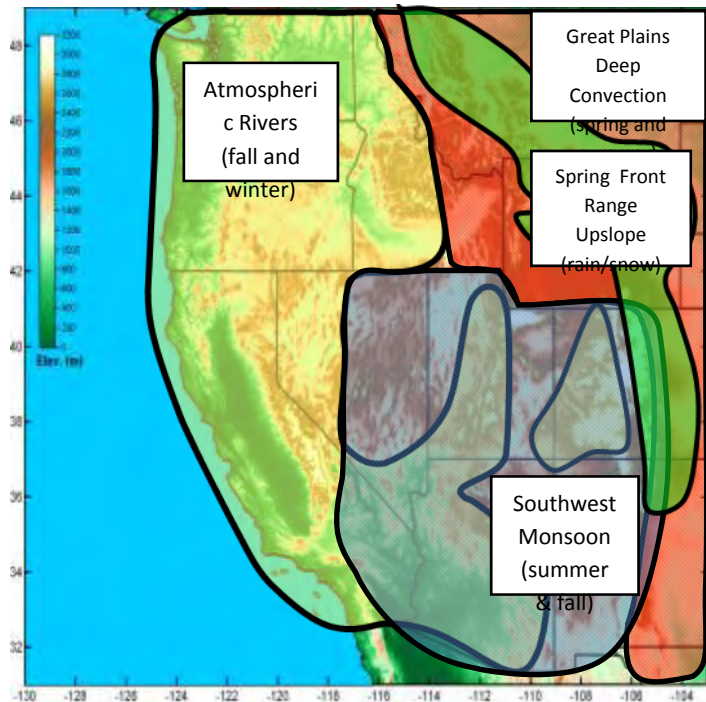 Great Plains
Deep
Convection
(spring and
Atmospheri
c Rivers
(fall and
winter)
Spring Front
Range
Upslope
(rain/snow)
Elev. (m)
Southwest
Monsoon
(summer
& fall)
48
46
44
42
40
38
36
34
32
-130 -128 -126 -124 -122 -120 -118 -116 -114 -112 -110 -108 -106 -104